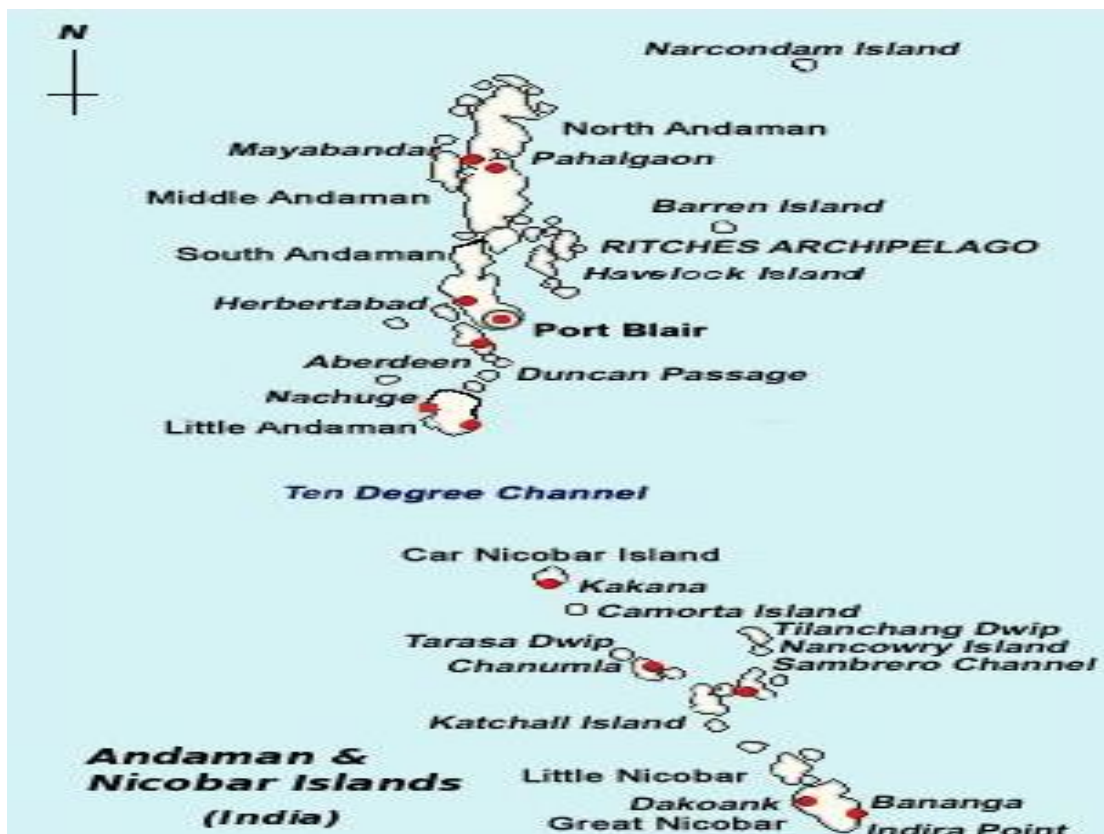 N
Narcondam Island
North Andaman
Mayabandar
Pahalgaon
Middle Andaman
Barren Island
South Andaman
RITCHES ARCHIPELAGO
Havelock Island
Herbertabad
Port Blair
Aberdeen
Duncan Passage
Nachuge
Little Andaman
Ten Degree Channel
Car Nicobar Island
Kakana
Camorta Island
Tilanchang Dwip
Tarasa Dwip
Nancowry Island
Chanumla
Sambrero Channel
Katchall Island
Andaman &
Nicobar Islands
(India)
Little Nicobar
Dakoank
Bananga
Great Nicobar
Indira Point